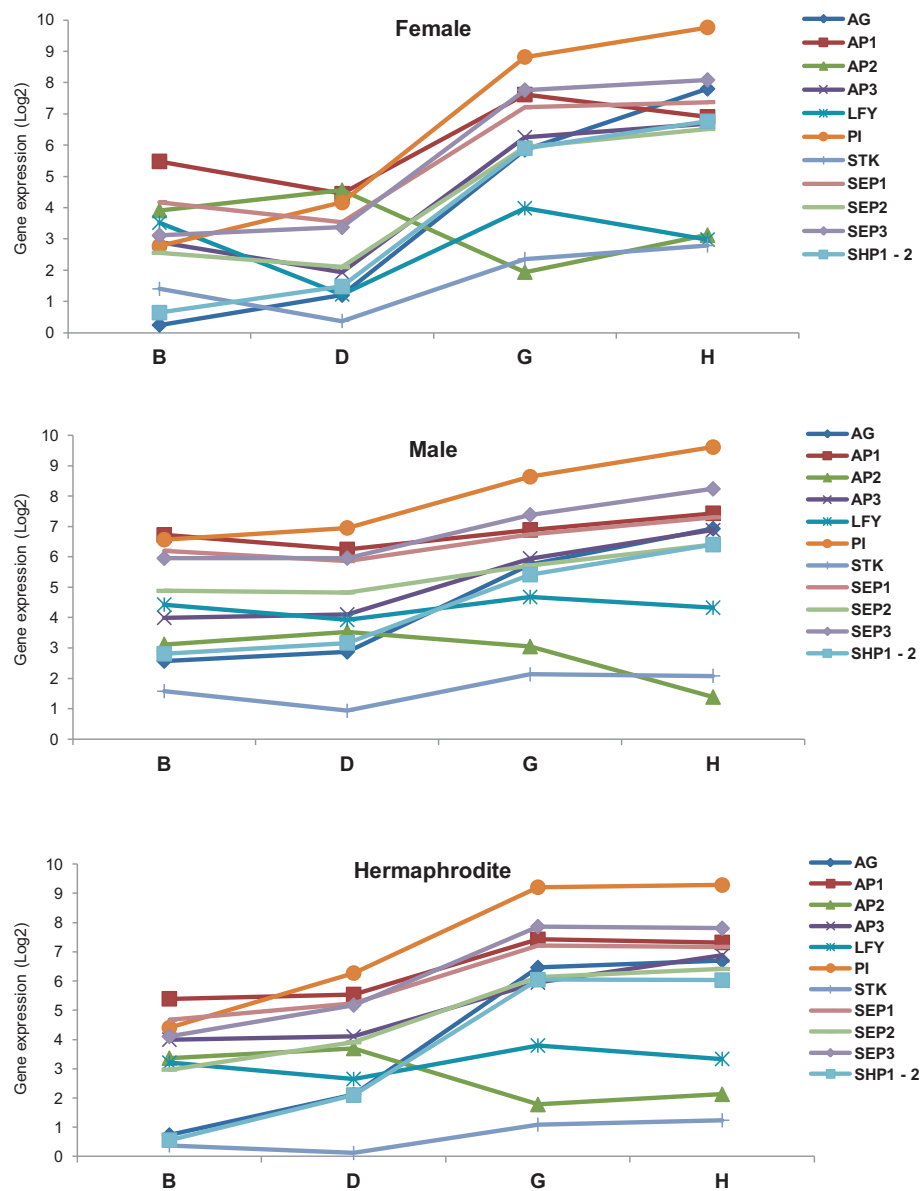 Female
Gene expression (Log2)
10
9
8
7
6
5
4
3
2
1
0
B D G H
AG
AP1
AP2
AP3
LFY
PI
STK
SEP1
SEP2
SEP3
SHP1 - 2
Male
Gene expression (Log2)
10
9
8
7
6
5
4
3
2
1
0
B D G H
AG
AP1
AP2
AP3
LFY
PI
STK
SEP1
SEP2
SEP3
SHP1 - 2
Hermaphrodite
Gene expression (Log2)
10
9
8
7
6
5
4
3
2
1
0
B D G H
AG
AP1
AP2
AP3
LFY
PI
STK
SEP1
SEP2
SEP3
SHP1 - 2